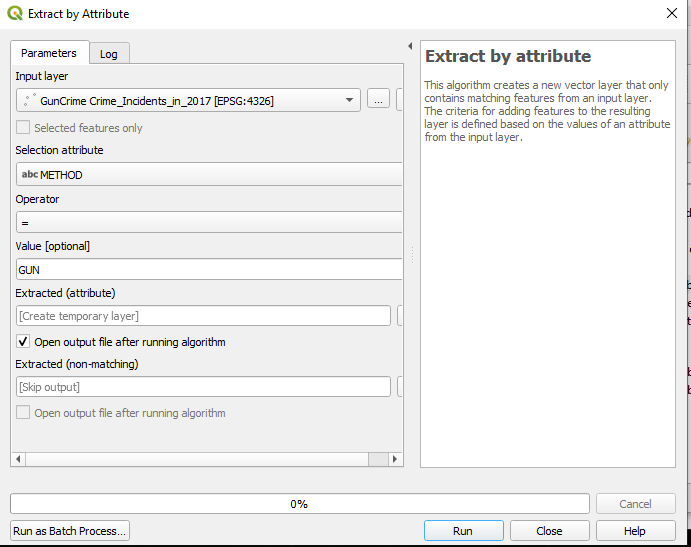 Extract by Attribute
Parameters
Log
Input layer
GunCrime Crime_Incidents_in_2017 [EPSG:4326]
...
Selected features only
Selection attribute
abc METHOD
Operator
=
Value [optional]
GUN
Extracted (attribute)
[Create temporary layer]
Open output file after running algorithm
Extracted (non-matching)
[Skip output]
Open output file after running algorithm
Extract by attribute
This algorithm creates a new vector layer that only
contains matching features from an input layer.
The criteria for adding features to the resulting
layer is defined based on the values of an attribute
from the input layer.
0%
Cancel
Run as Batch Process...
Run
Close
Help